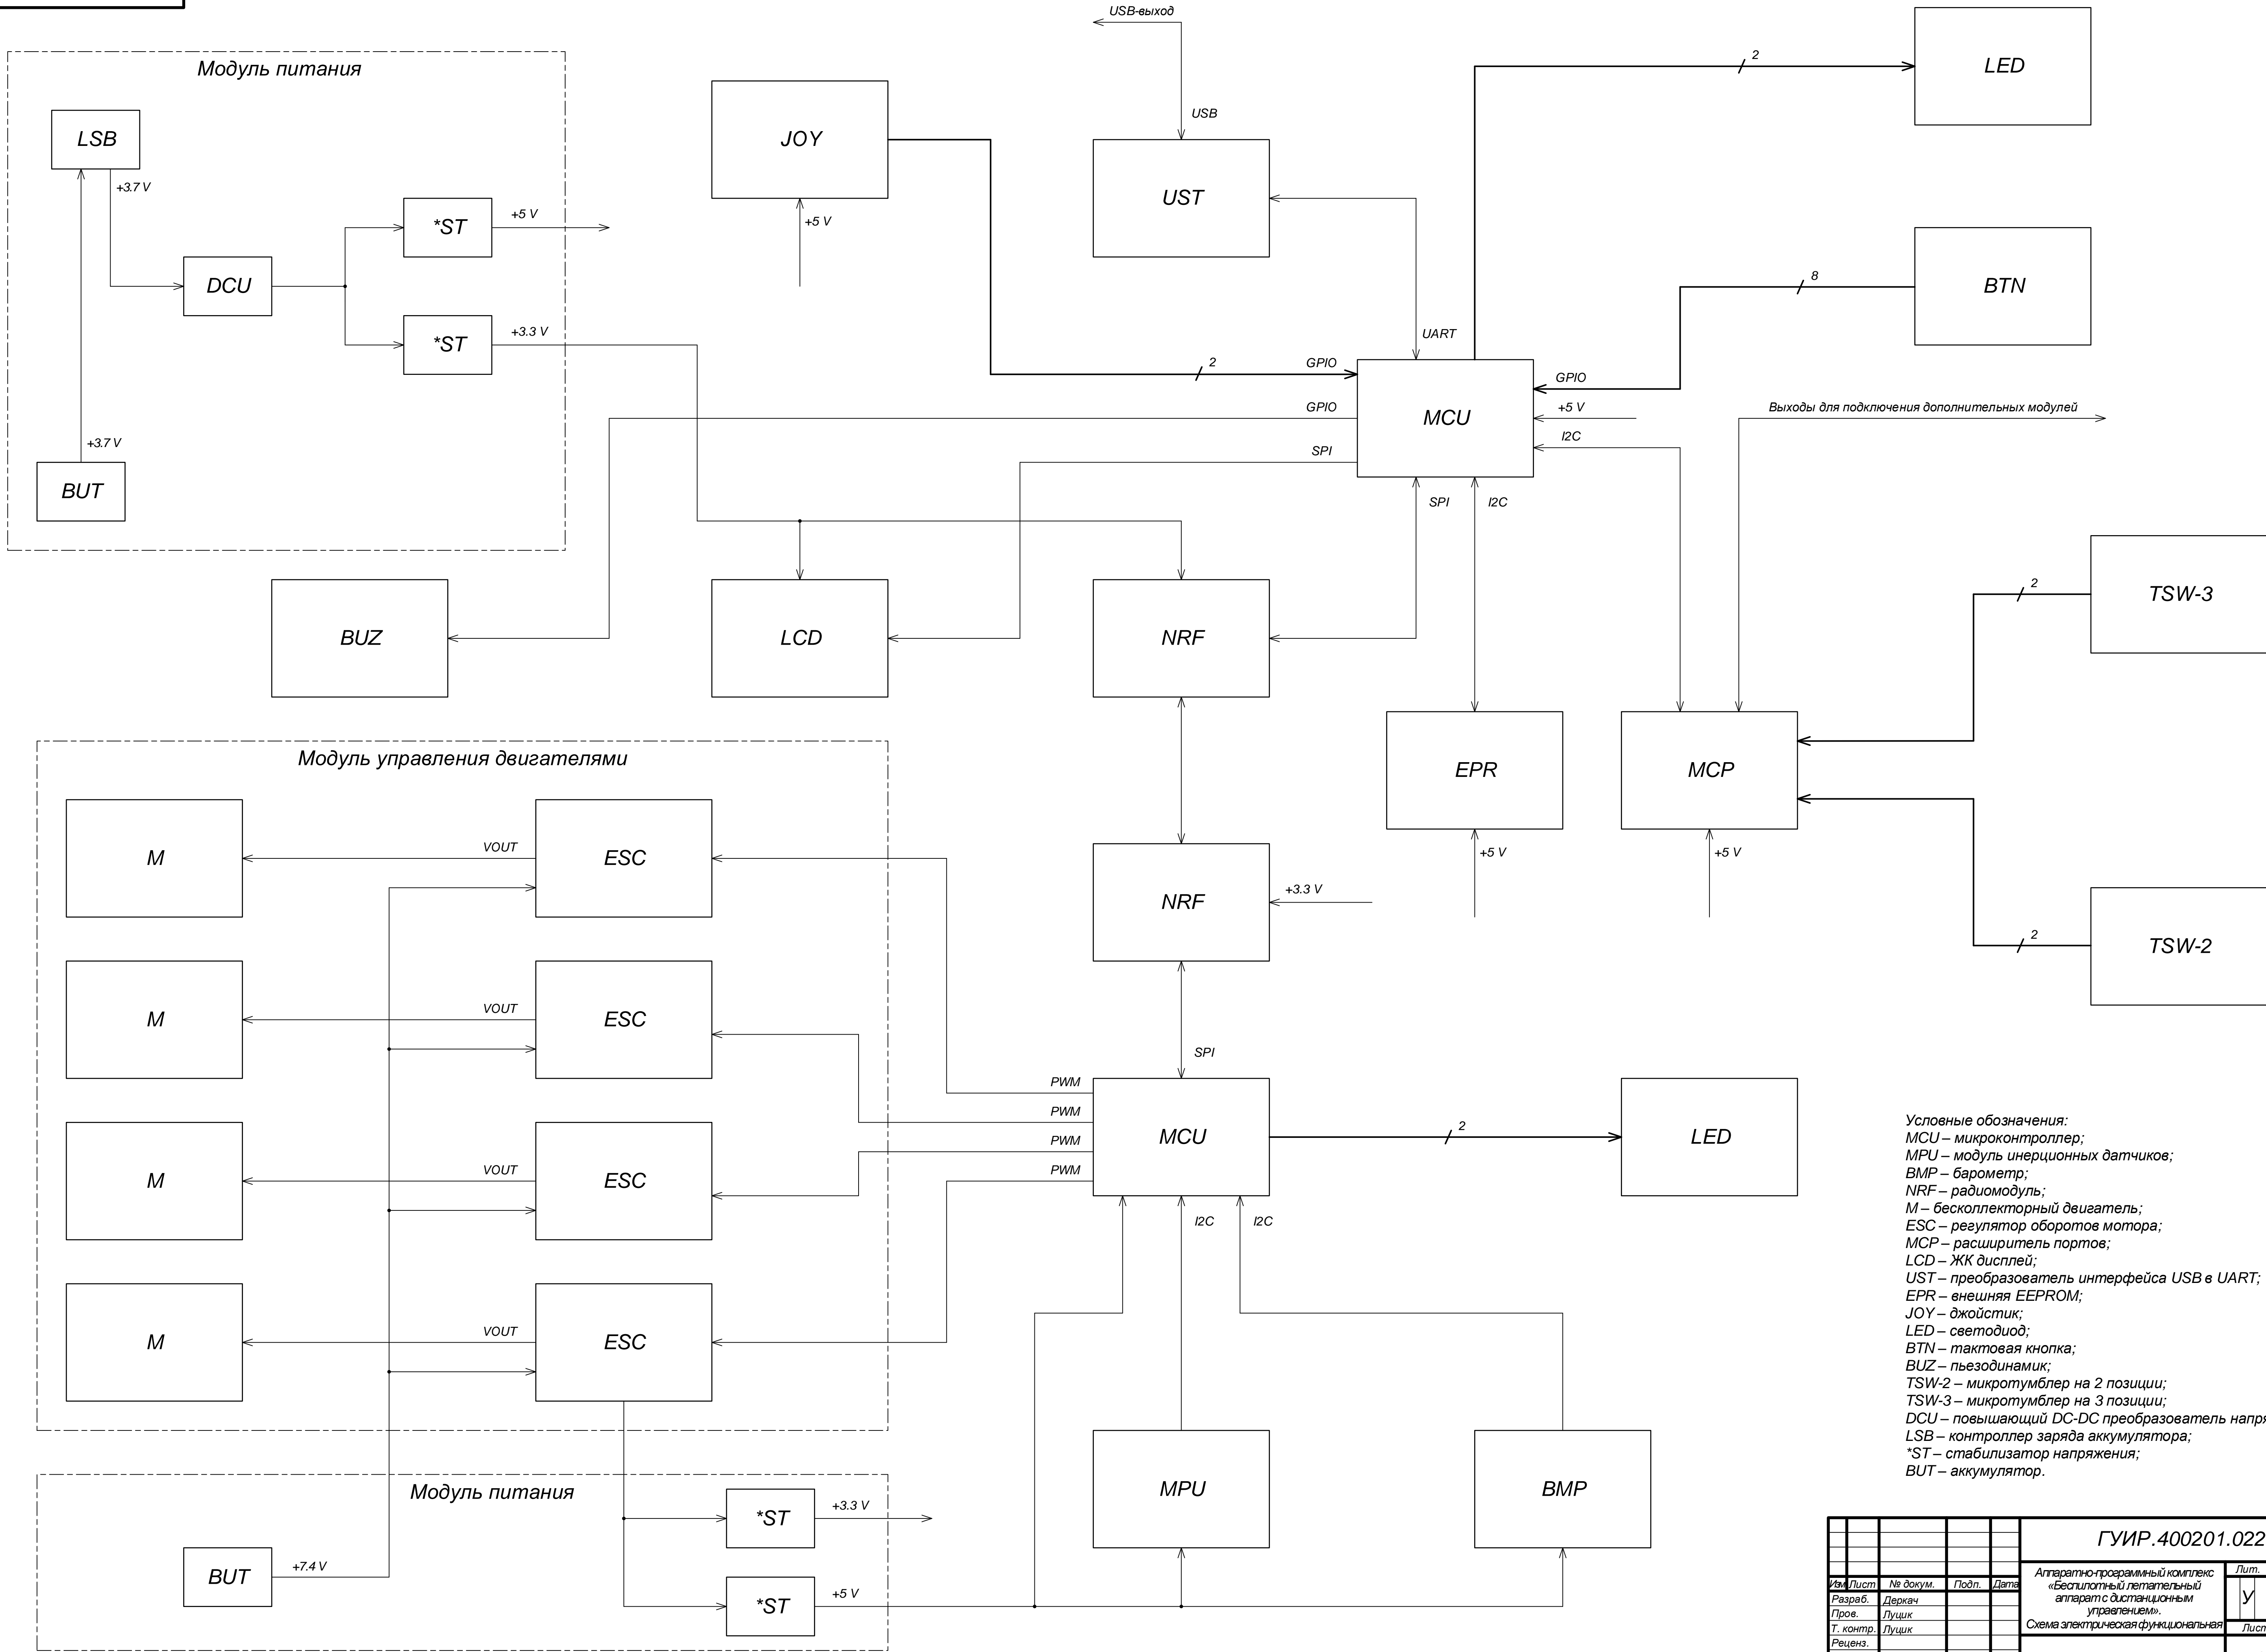 USB-выход
Модуль питания
LSB
+3.7 V
DCU
*ST
+5 V
*ST
+3.3 V
+3.7 V
BUT
JOY
+5 V
USB
UST
UART
2
LED
8
BTN
2
GPIO
GPIO
SPI
MCU
GPIO
+5 V
I2C
Выходы для подключения дополнительных модулей
SPI
I2C
BUZ
LCD
NRF
2
TSW-3
EPR
+5 V
MCP
+5 V
2
TSW-2
NRF
+3.3 V
SPI
Модуль управления двигателями
M
VOUT
ESC
M
VOUT
ESC
M
VOUT
ESC
M
VOUT
ESC
PWM
PWM
PWM
PWM
MCU
2
LED
I2C
I2C
MPU
BMP
Модуль питания
BUT
+7.4 V
*ST
+3.3 V
*ST
+5 V
Условные обозначения:
MCU – микроконтроллер;
MPU – модуль инерционных датчиков;
BMP – барометр;
NRF – радиомодуль;
M – бесколлекторный двигатель;
ESC – регулятор оборотов мотора;
MCP – расширитель портов;
LCD – ЖК дисплей;
UST – преобразователь интерфейса USB в UART;
EPR – внешняя EEPROM;
JOY – джойстик;
LED – светодиод;
BTN – тактовая кнопка;
BUZ – пьезодинамик;
TSW-2 – микротумблер на 2 позиции;
TSW-3 – микротумблер на 3 позиции;
DCU – повышающий DC-DC преобразователь
LSB – контроллер заряда аккумулятора;
*ST – стабилизатор напряжения;
BUT – аккумулятор.
ГУИР.400201.022
Аппаратно-программный комплекс
«Беспилотный летательный
аппарат с дистанционным
управлением».
Схема электрическая функциональная
Лит.
У
Изм Лист № докум. Подп. Дата
Разраб. Деркач
Пров. Луцик
Т. контр. Луцик
Реценз.